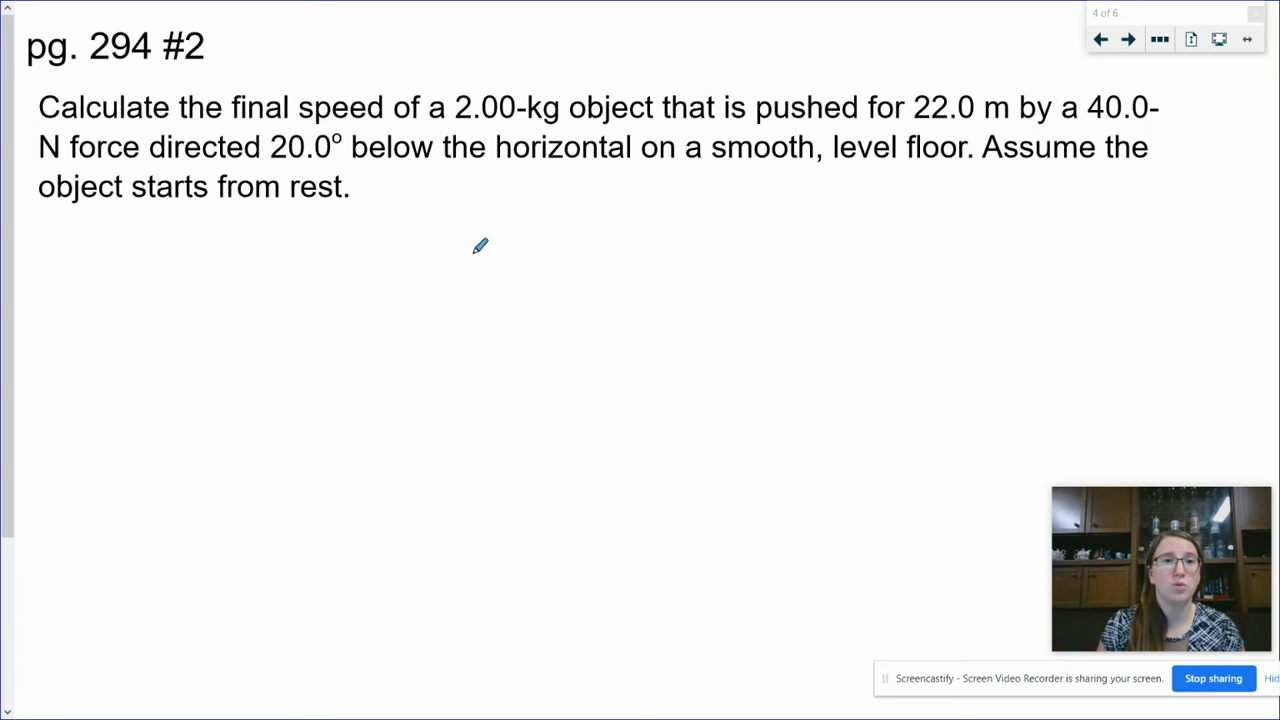 4 of 6
pg. 294 #2
Calculate the final speed of a 2.00-kg object that is pushed for 22.0 m by a 40.0-
N force directed 20.0º below the horizontal on a smooth, level floor. Assume the
object starts from rest.
Screencastify - Screen Video Recorder is sharing your screen.
Stop sharing
Hid